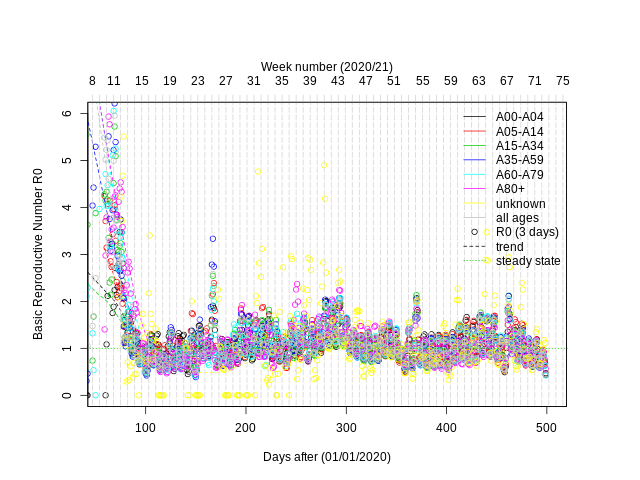 Week number (2020/21)
8 11 15 19 23 27 31 35 39 43 47 51 55 59 63 67 71 75
Basic Reproductive Number R0
6
5
4
3
2
1
0
A00-A04
A05-A14
A15-A34
A35-A59
A60-A79
A80+
unknown
all ages
R0 (3 days)
trend
steady state
100 200 300 400 500
Days after (01/01/2020)